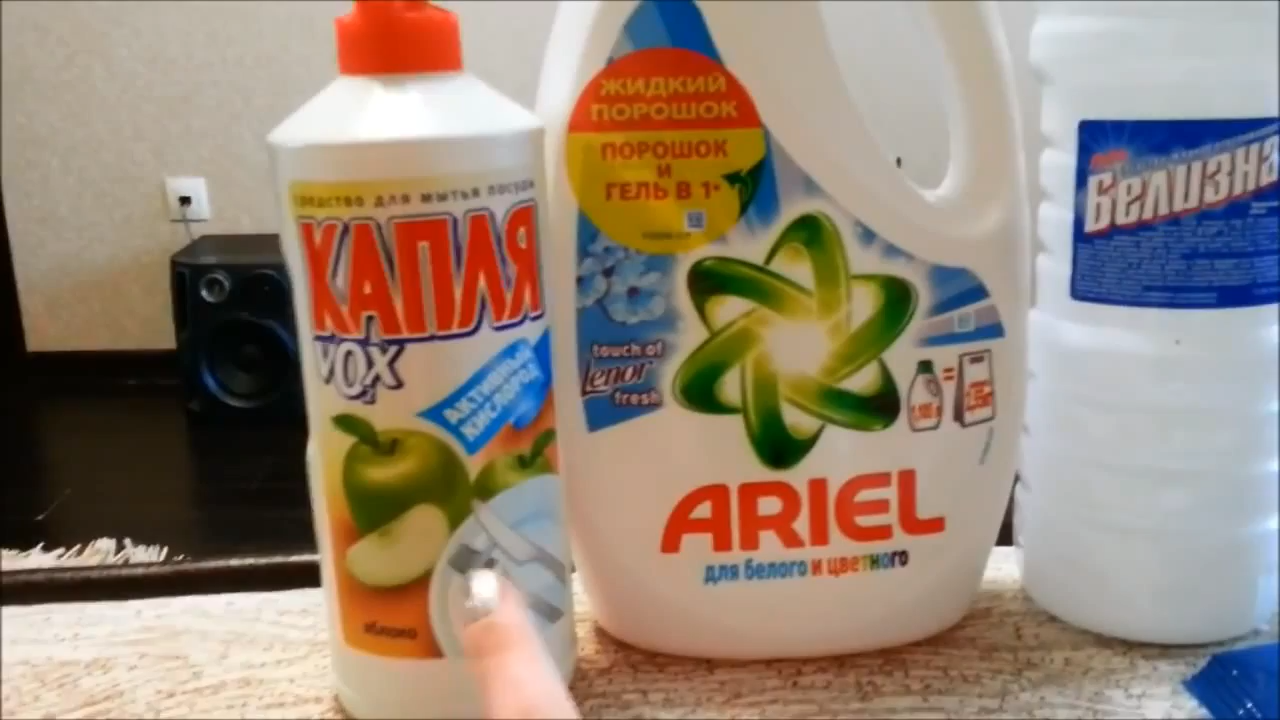 средство для мытья посуды
КАПЛЯ
VOX
АКТИВНЫЙ
КИСЛОРОД
яблоко
ЖИДКИЙ
ПОРОШОК
ПОРОШОК
И
ГЕЛЬ В 1*
touch of
Lenor
fresh
ARIEL
для белого и цветного
Белизна